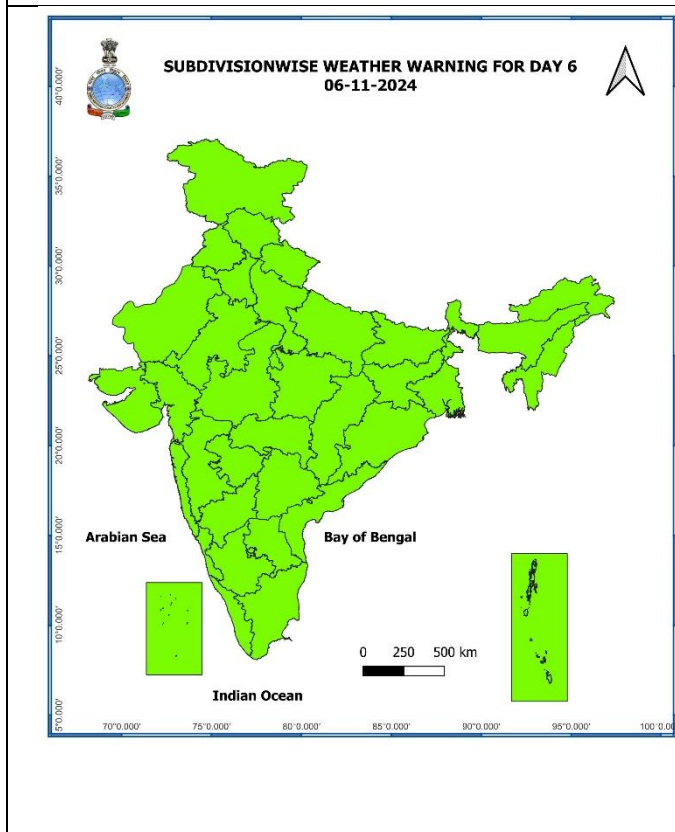 SUBDIVISIONWISE WEATHER WARNING FOR DAY 6
06-11-2024
40°0.000'
35°0.000'
30°0.000'
25°0.000'
20°0.000'
15°0.000'
10°0.000'
5°0.000'
Arabian Sea
Bay of Bengal
0 250 500 km
Indian Ocean
70°0.000' 75°0.000' 80°0.000' 85°0.000' 90°0.000' 95°0.000' 100°0.0